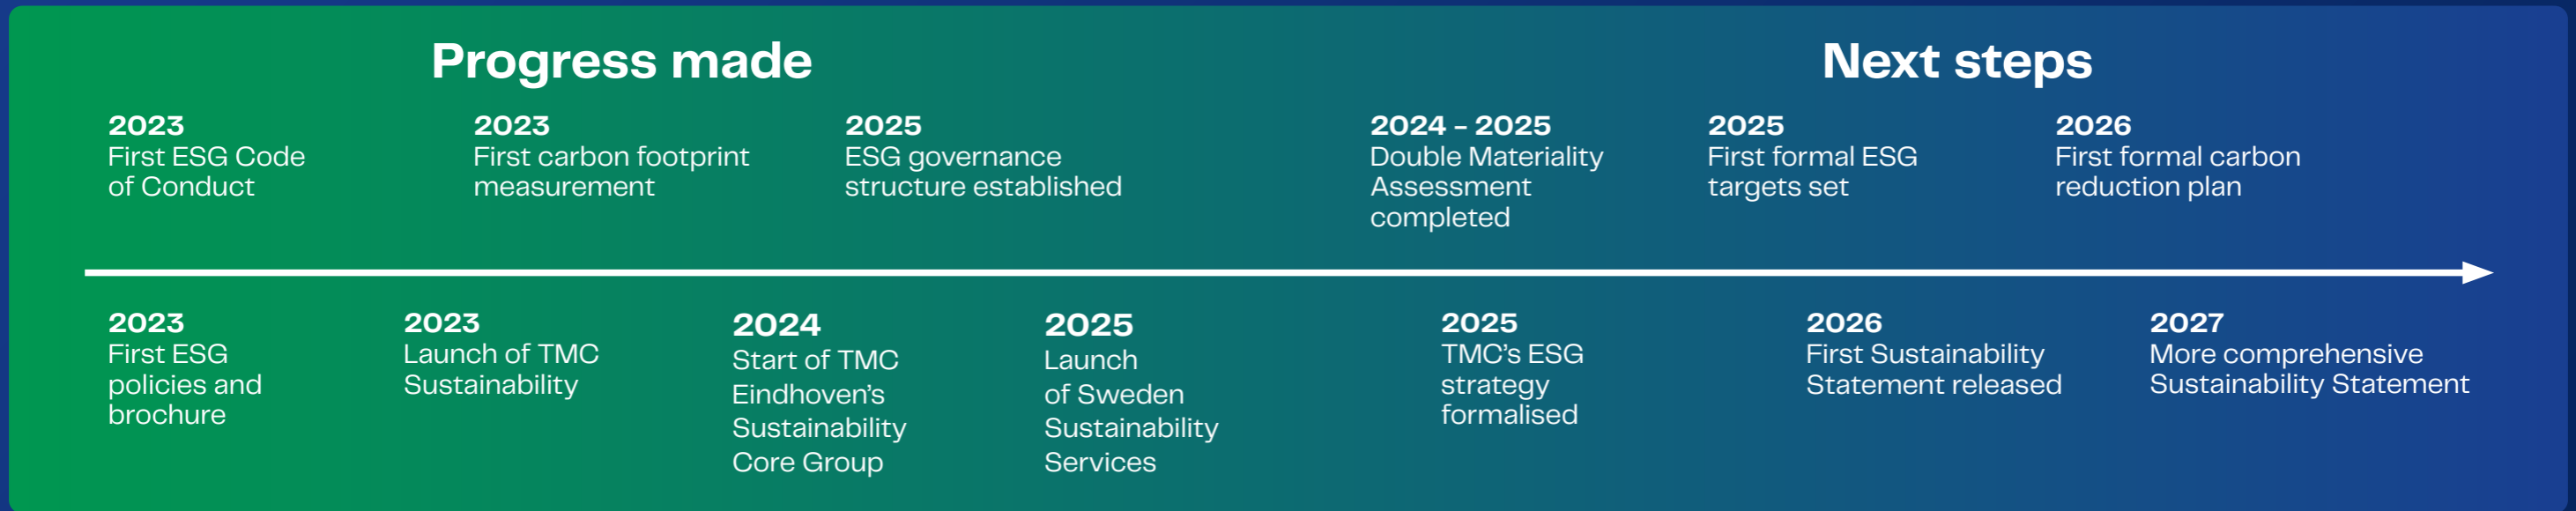 Progress made
Next steps
2023
First ESG Code
of Conduct
2023
First carbon footprint
measurement
2025
ESG governance
structure established
2024 - 2025
Double Materiality
Assessment
completed
2025
First formal ESG
targets set
2026
First formal carbon
reduction plan
2023
First ESG
policies and
brochure
2023
Launch of TMC
Sustainability
2024
Start of TMC
Eindhoven’s
Sustainability
Core Group
2025
Launch
of Sweden
Sustainability
Services
2025
TMC’s ESG
strategy
formalised
2026
First Sustainability
Statement released
2027
More comprehensive
Sustainability Statement